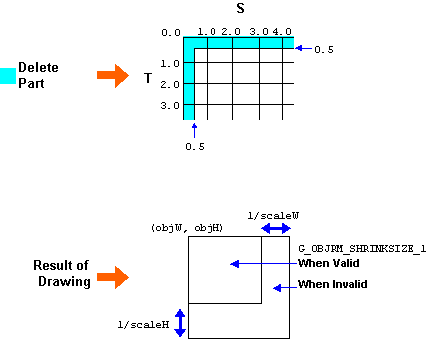 S
0.0 1.0 2.0 3.0 4.0
0.5
Delete
Part
T
1.0
2.0
3.0
0.5
1/scaleW
(objW, objH)
G_OBJRM_SHRINKSIZE_1
When Valid
When Invalid
Result of
Drawing
1/scaleH